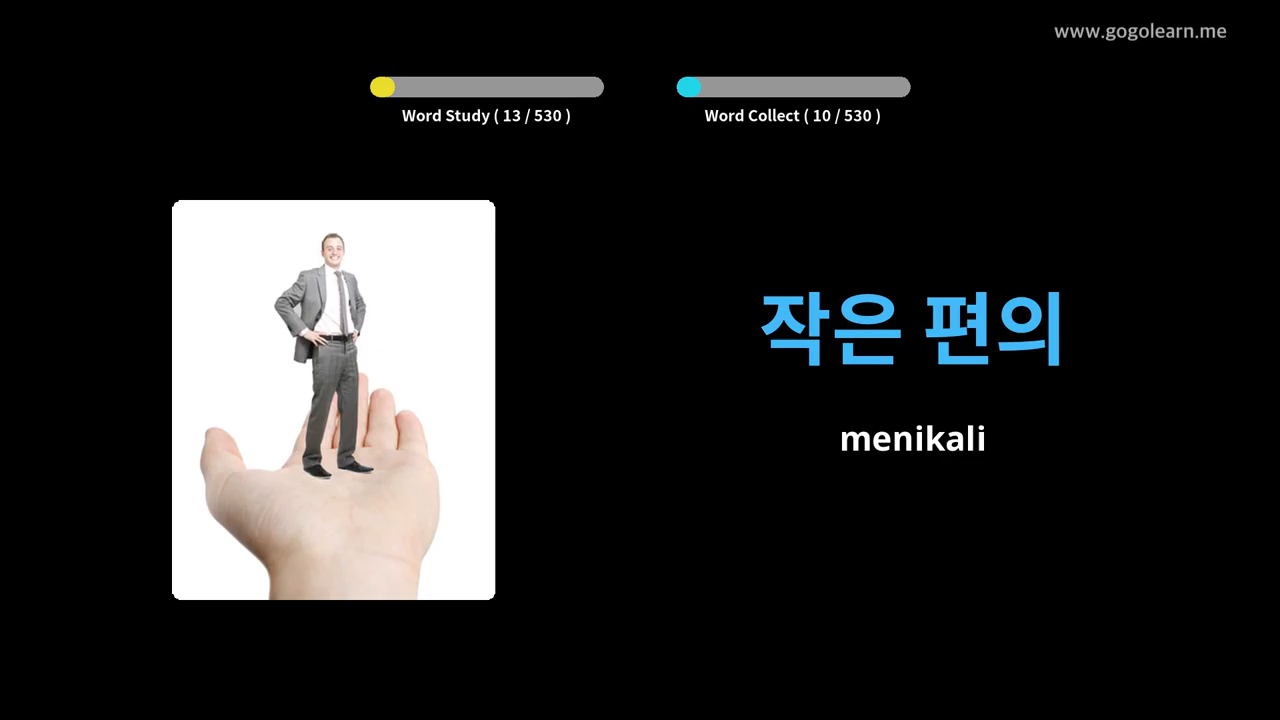 www.gogolearn.me
Word Study ( 13 / 530 )
Word Collect ( 10 / 530 )
작은 편의
menikali